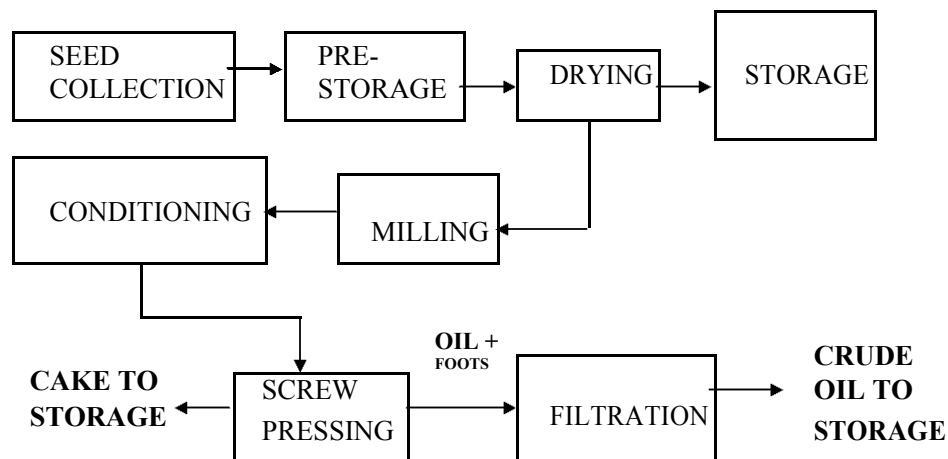 SEED
COLLECTION
PRE-
STORAGE
DRYING
STORAGE
CONDITIONING
MILLING
OIL +
FOOTS
CAKE TO
STORAGE
SCREW
PRESSING
FILTRATION
CRUDE
OIL TO
STORAGE